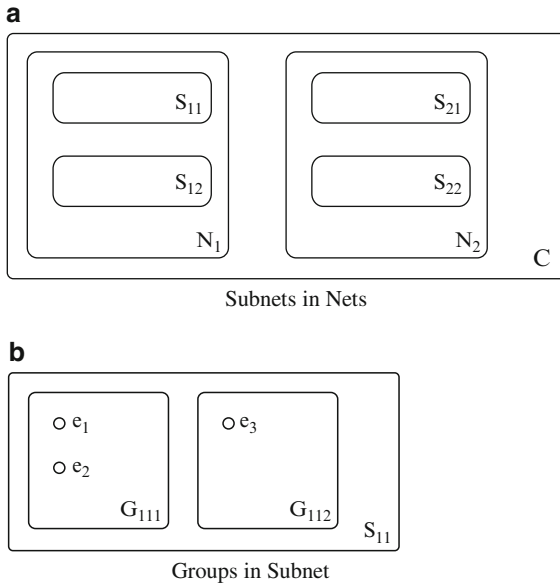 a
S₁₁ S₂₁
S₁₂ S₂₂
N₁ N₂
C
Subnets in Nets
b
e₁ e₃
e₂
G₁₁₁ G₁₁₂
S₁₁
Groups in Subnet